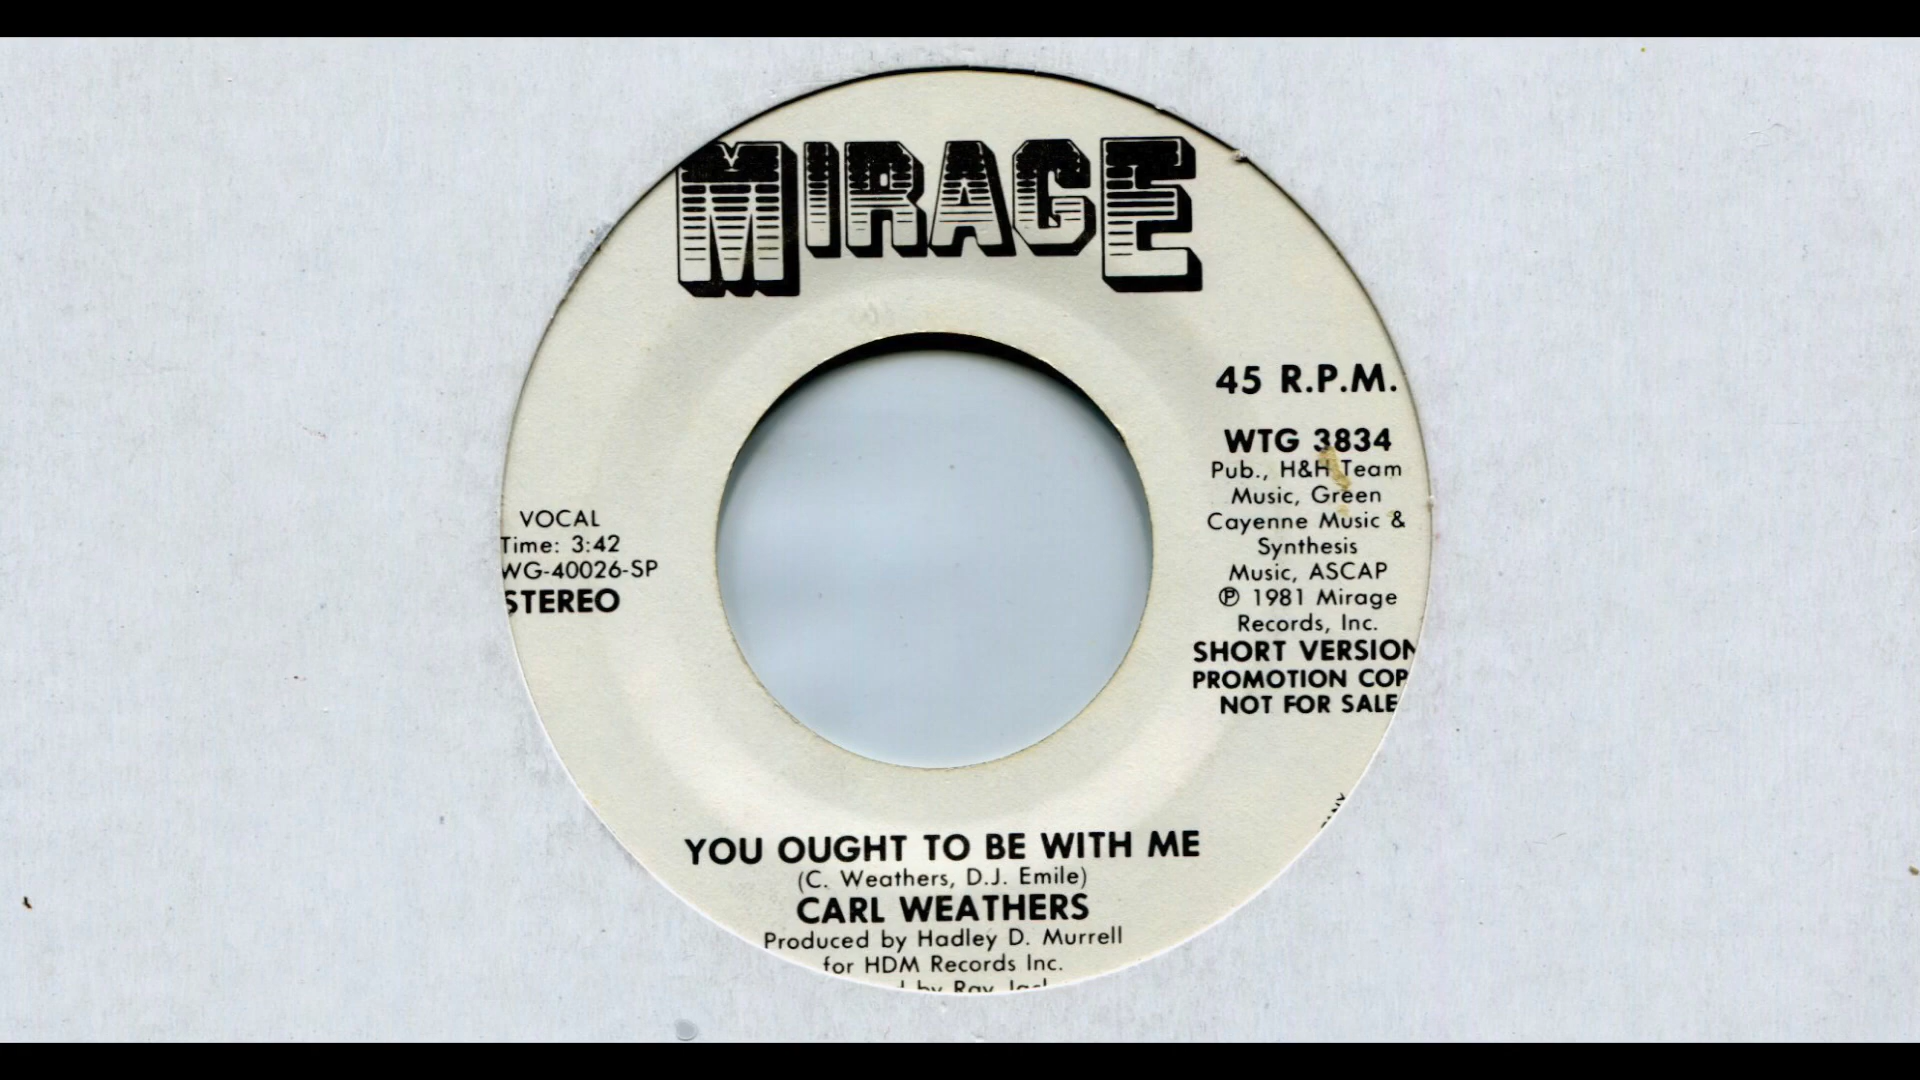 MIRAGE
45 R.P.M.
WTG 3834
Pub., H&H Team
Music, Green
Cayenne Music &
Synthesis
Music, ASCAP
℗ 1981 Mirage
Records, Inc.
SHORT VERSION
PROMOTION COP
NOT FOR SALE
VOCAL
Time: 3:42
WG-40026-SP
STEREO
YOU OUGHT TO BE WITH ME
(C. Weathers, D.J. Emile)
CARL WEATHERS
Produced by Hadley D. Murrell
for HDM Records Inc.
by Ray